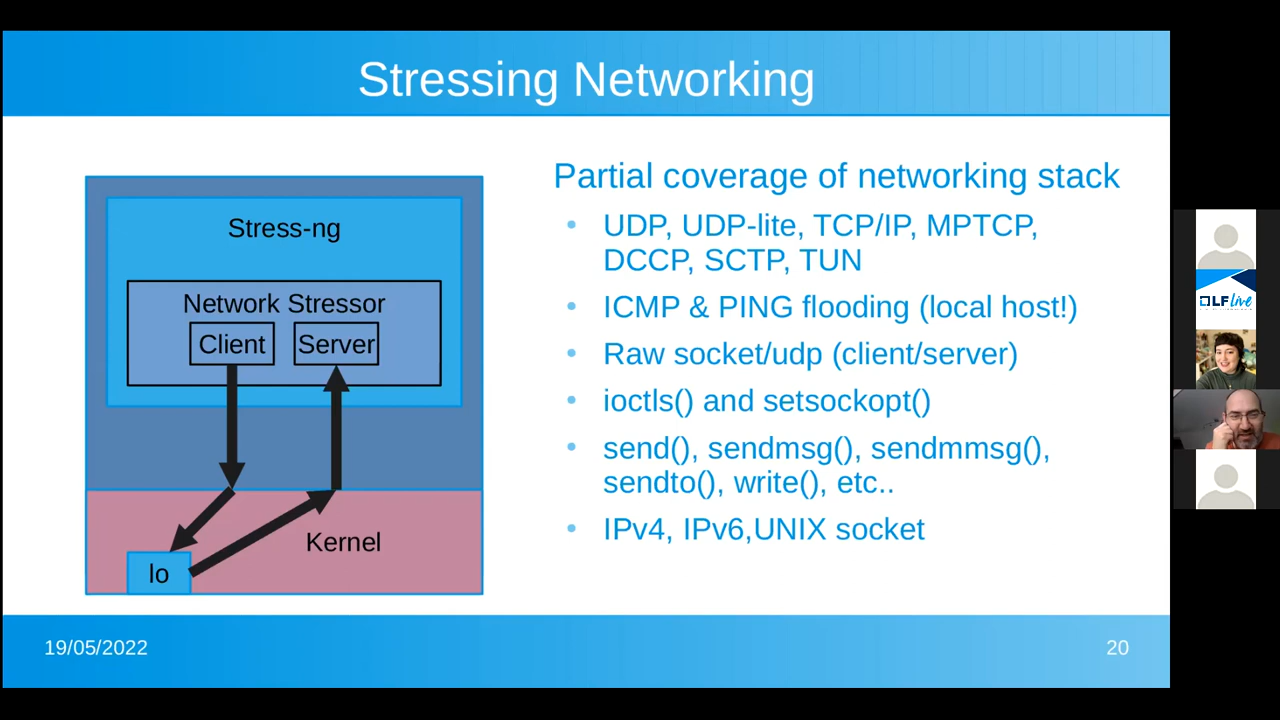 Stressing Networking
Stress-ng
Network Stressor
Client
Server
Kernel
lo
Partial coverage of networking stack
• UDP, UDP-lite, TCP/IP, MPTCP,
DCCP, SCTP, TUN
• ICMP & PING flooding (local host!)
• Raw socket/udp (client/server)
• ioctls() and setsockopt()
• send(), sendmsg(), sendmmsg(),
sendto(), write(), etc..
• IPv4, IPv6,UNIX socket
19/05/2022
20
LF Live